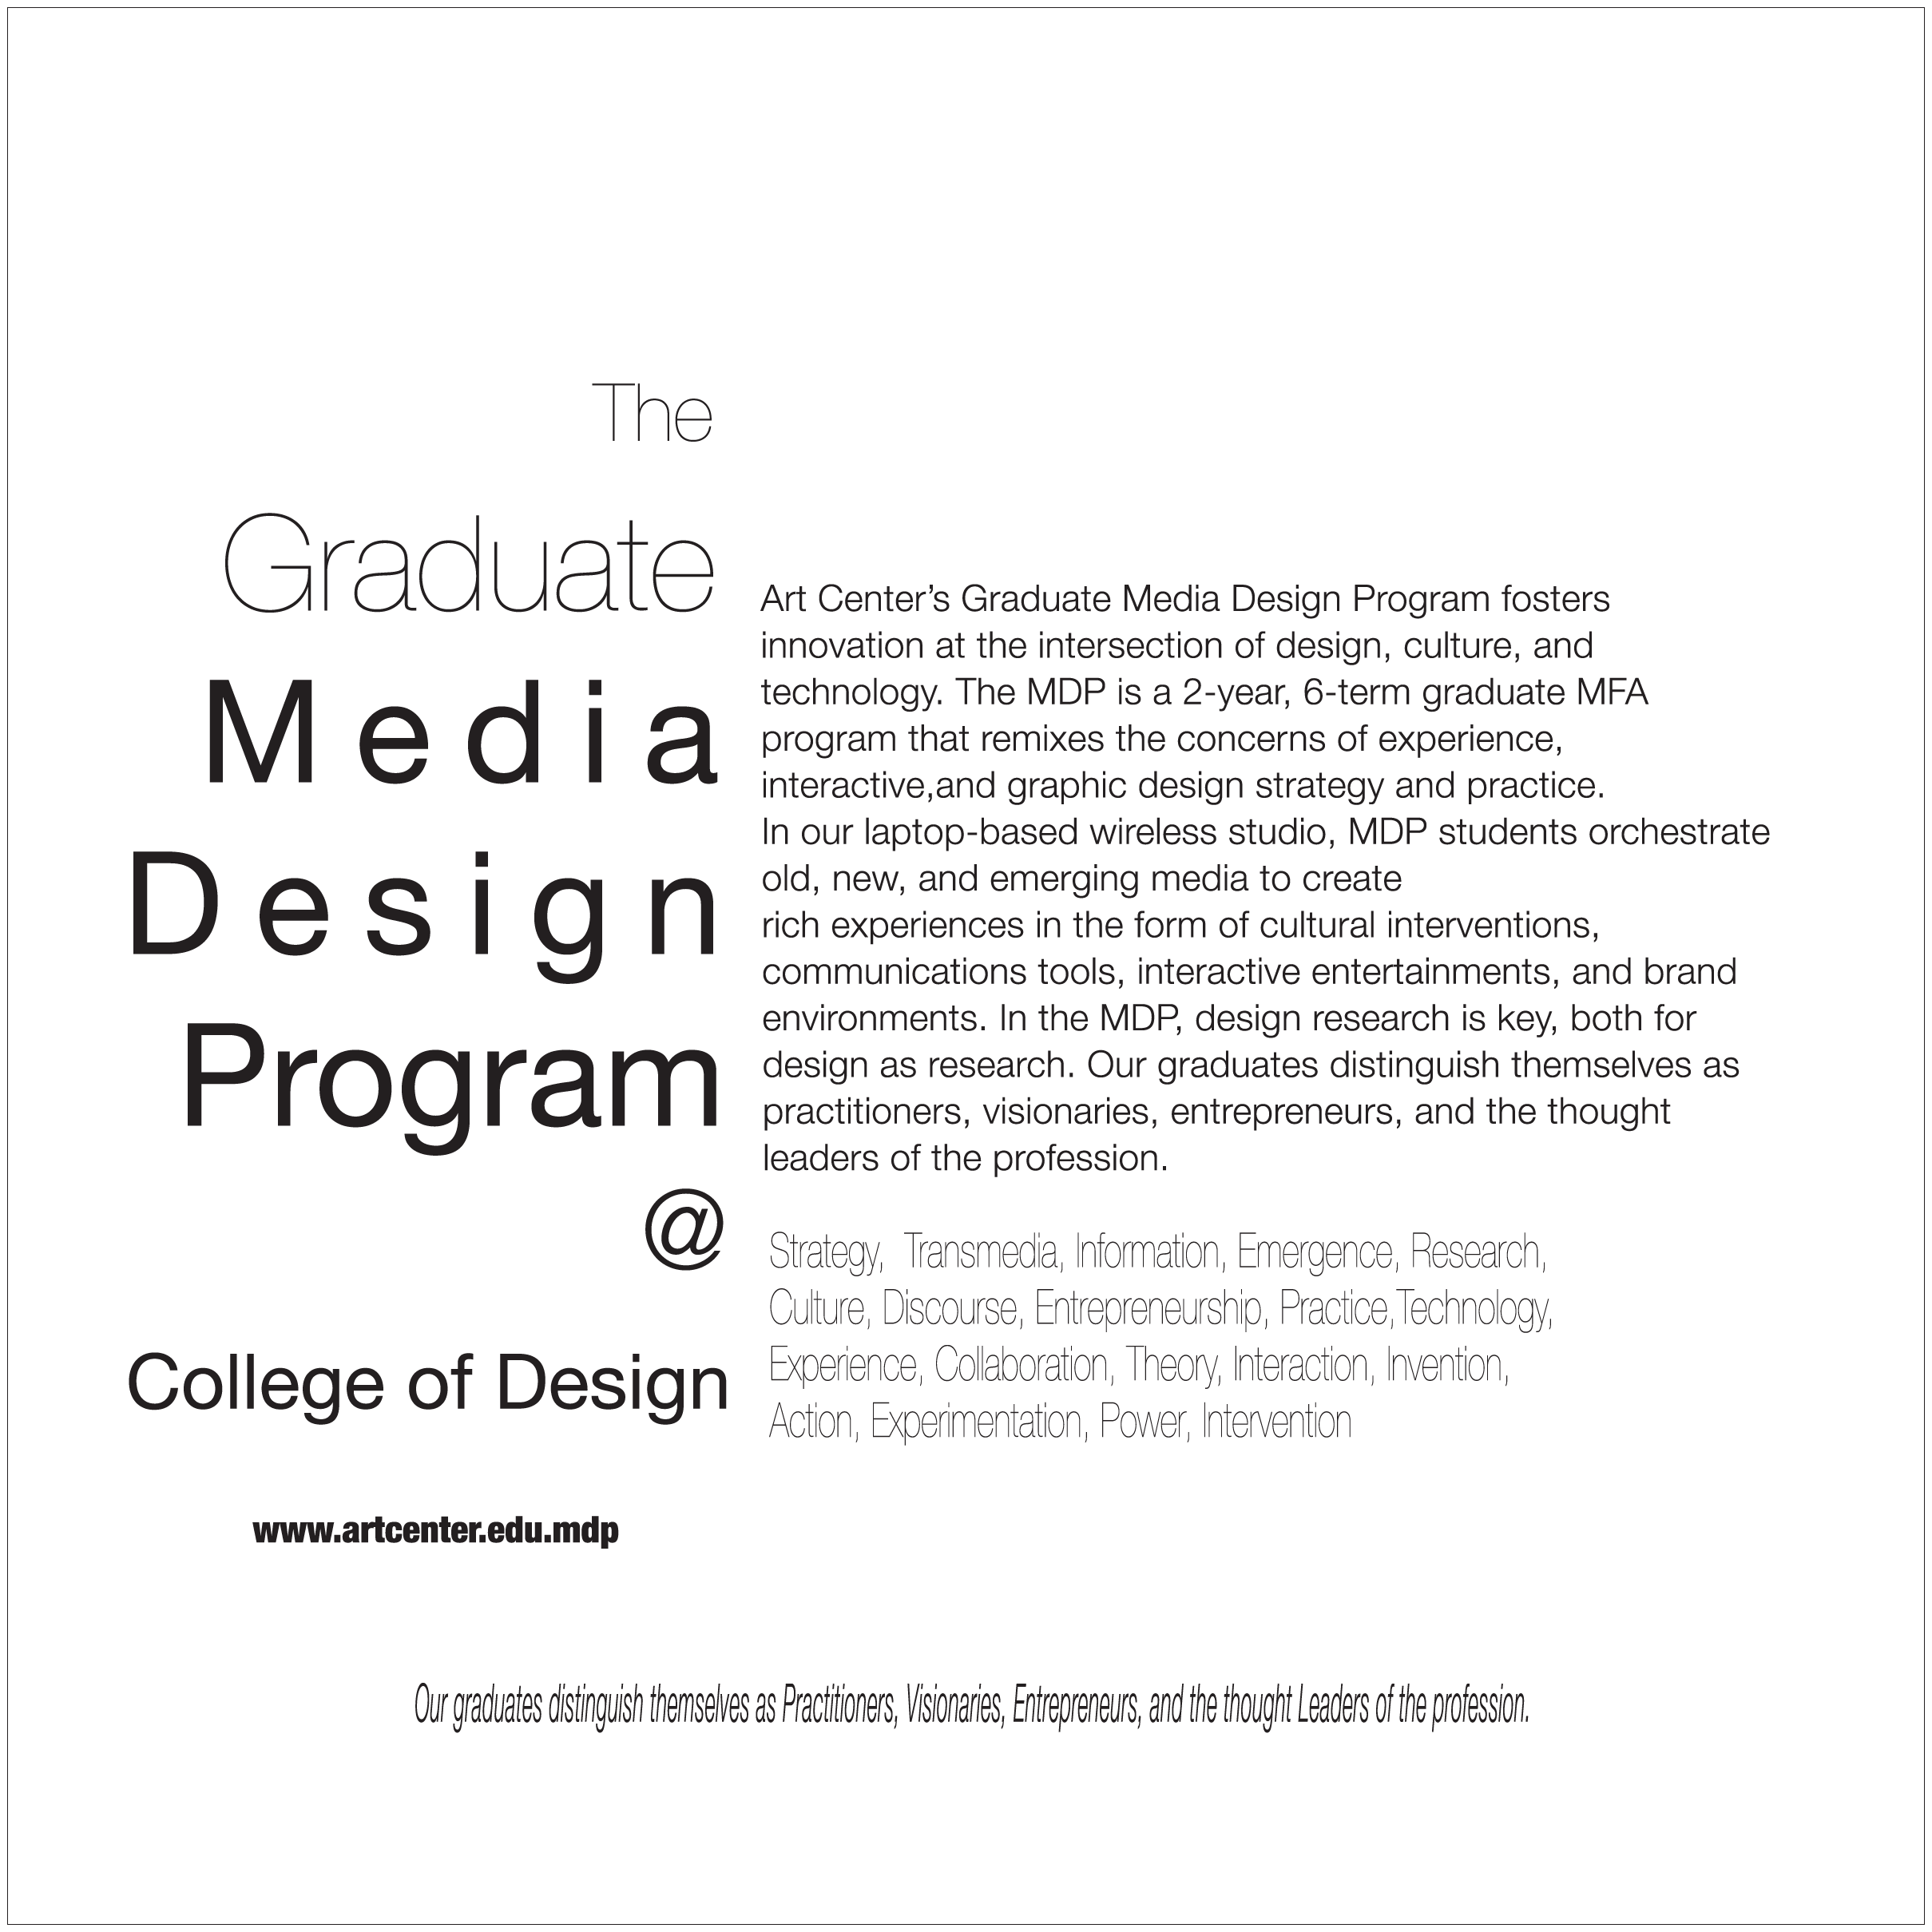 The
Graduate
Media
Design
Program
@
College of Design
www.artcenter.edu.mdp
Art Center’s Graduate Media Design Program fosters
innovation at the intersection of design, culture, and
technology. The MDP is a 2-year, 6-term graduate MFA
program that remixes the concerns of experience,
interactive,and graphic design strategy and practice.
In our laptop-based wireless studio, MDP students orchestrate
old, new, and emerging media to create
rich experiences in the form of cultural interventions,
communications tools, interactive entertainments, and brand
environments. In the MDP, design research is key, both for
design as research. Our graduates distinguish themselves as
practitioners, visionaries, entrepreneurs, and the thought
leaders of the profession.
Strategy, Transmedia, Information, Emergence, Research,
Culture, Discourse, Entrepreneurship, Practice,Technology,
Experience, Collaboration, Theory, Interaction, Invention,
Action, Experimentation, Power, Intervention
Our graduates distinguish themselves as Practitioners, Visionaries, Entrepreneurs, and the thought Leaders of the profession.